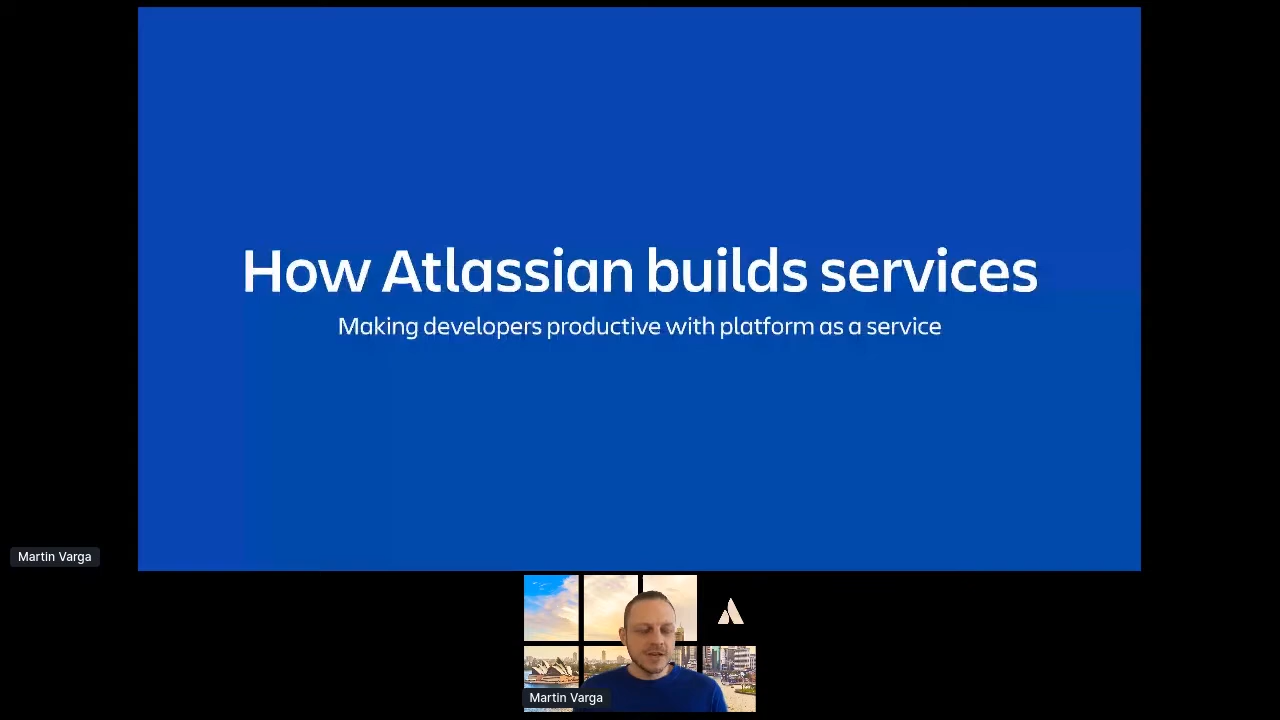 How Atlassian builds services
Making developers productive with platform as a service
Martin Varga
Martin Varga